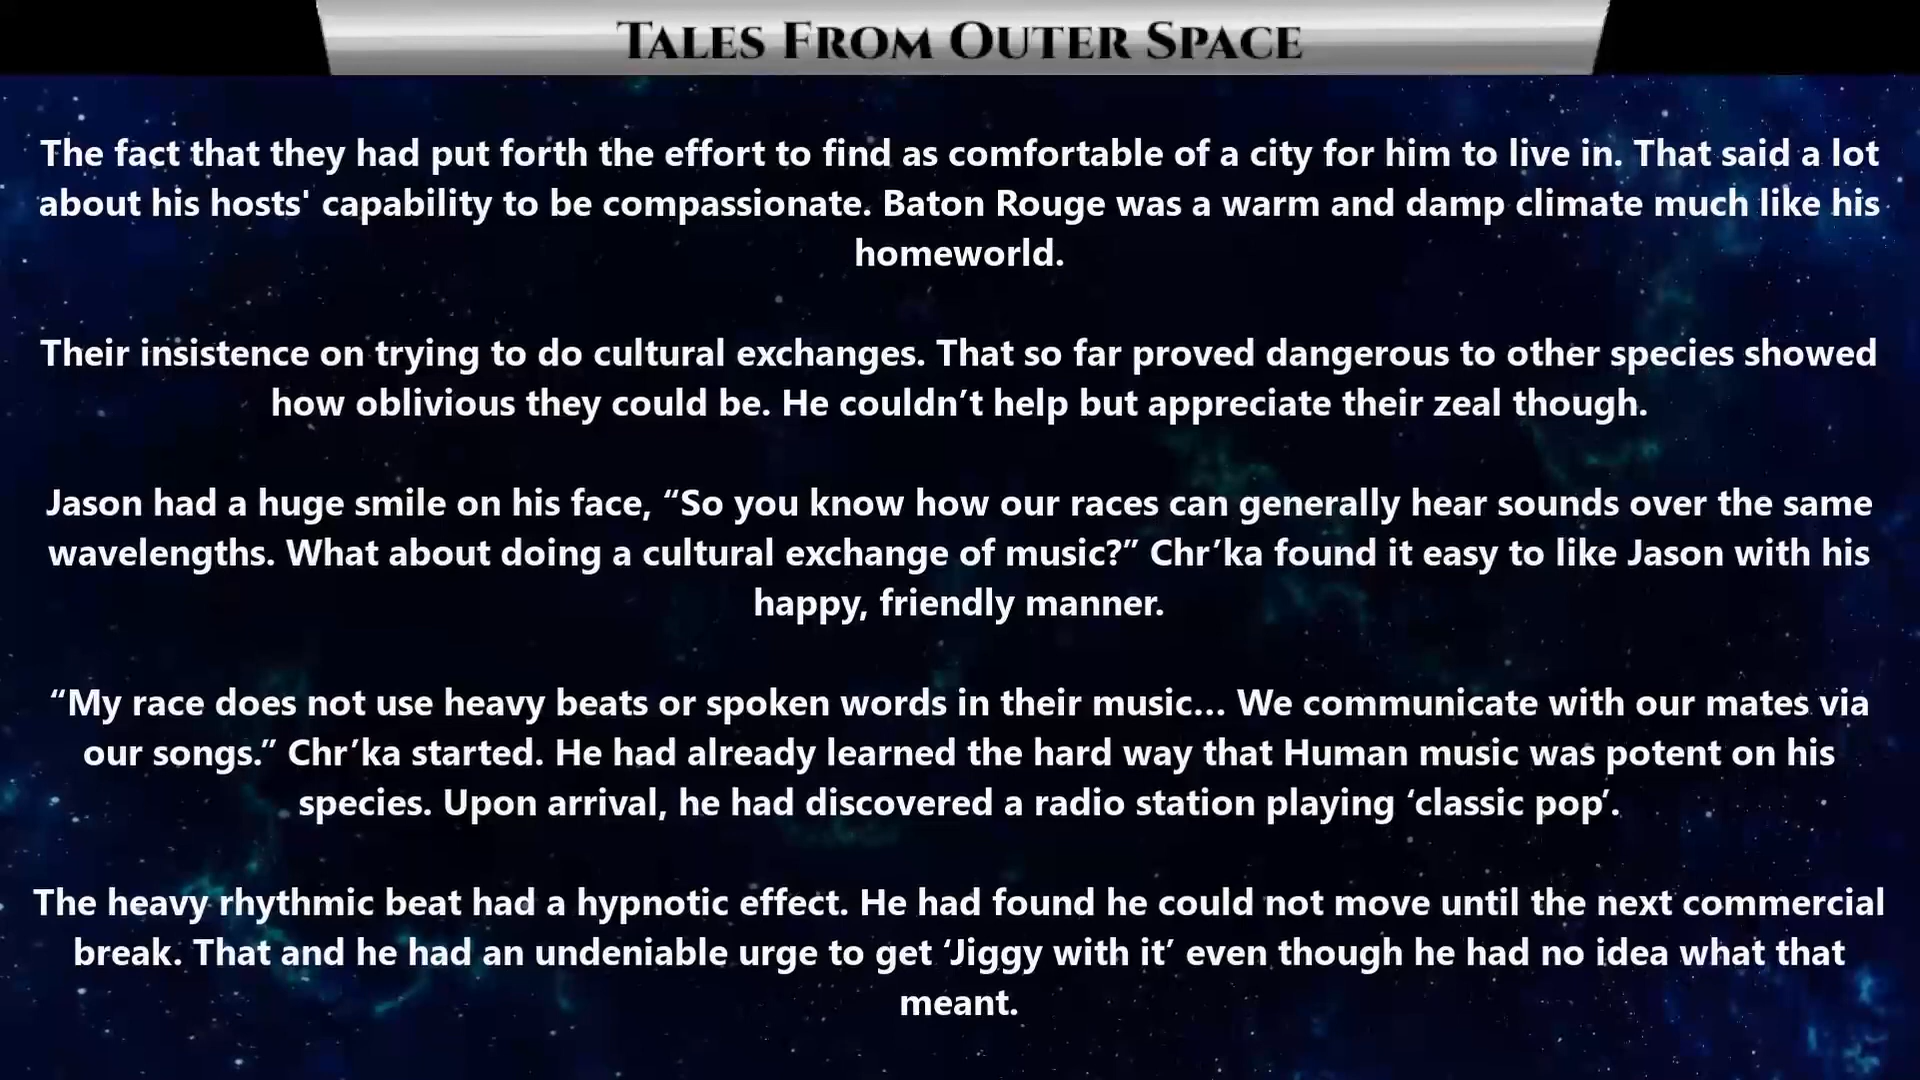 Tales From Outer Space
The fact that they had put forth the effort to find as comfortable of a city for him to live in. That said a lot
about his hosts' capability to be compassionate. Baton Rouge was a warm and damp climate much like his
homeworld.
Their insistence on trying to do cultural exchanges. That so far proved dangerous to other species showed
how oblivious they could be. He couldn’t help but appreciate their zeal though.
Jason had a huge smile on his face, “So you know how our races can generally hear sounds over the same
wavelengths. What about doing a cultural exchange of music?” Chr’ka found it easy to like Jason with his
happy, friendly manner.
“My race does not use heavy beats or spoken words in their music… We communicate with our mates via
our songs.” Chr’ka started. He had already learned the hard way that Human music was potent on his
species. Upon arrival, he had discovered a radio station playing ‘classic pop’.
The heavy rhythmic beat had a hypnotic effect. He had found he could not move until the next commercial
break. That and he had an undeniable urge to get ‘Jiggy with it’ even though he had no idea what that
meant.